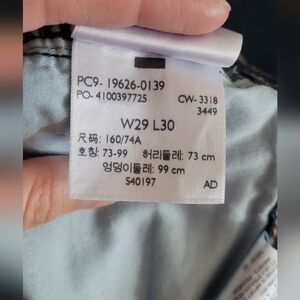 PC9- 19626-0139
PO- 4100397725 CW- 3318
3449
W29 L30
尺码: 160/74A
호칭: 73-99 허리둘레: 73 cm
엉덩이둘레: 99 cm
S40197 AD